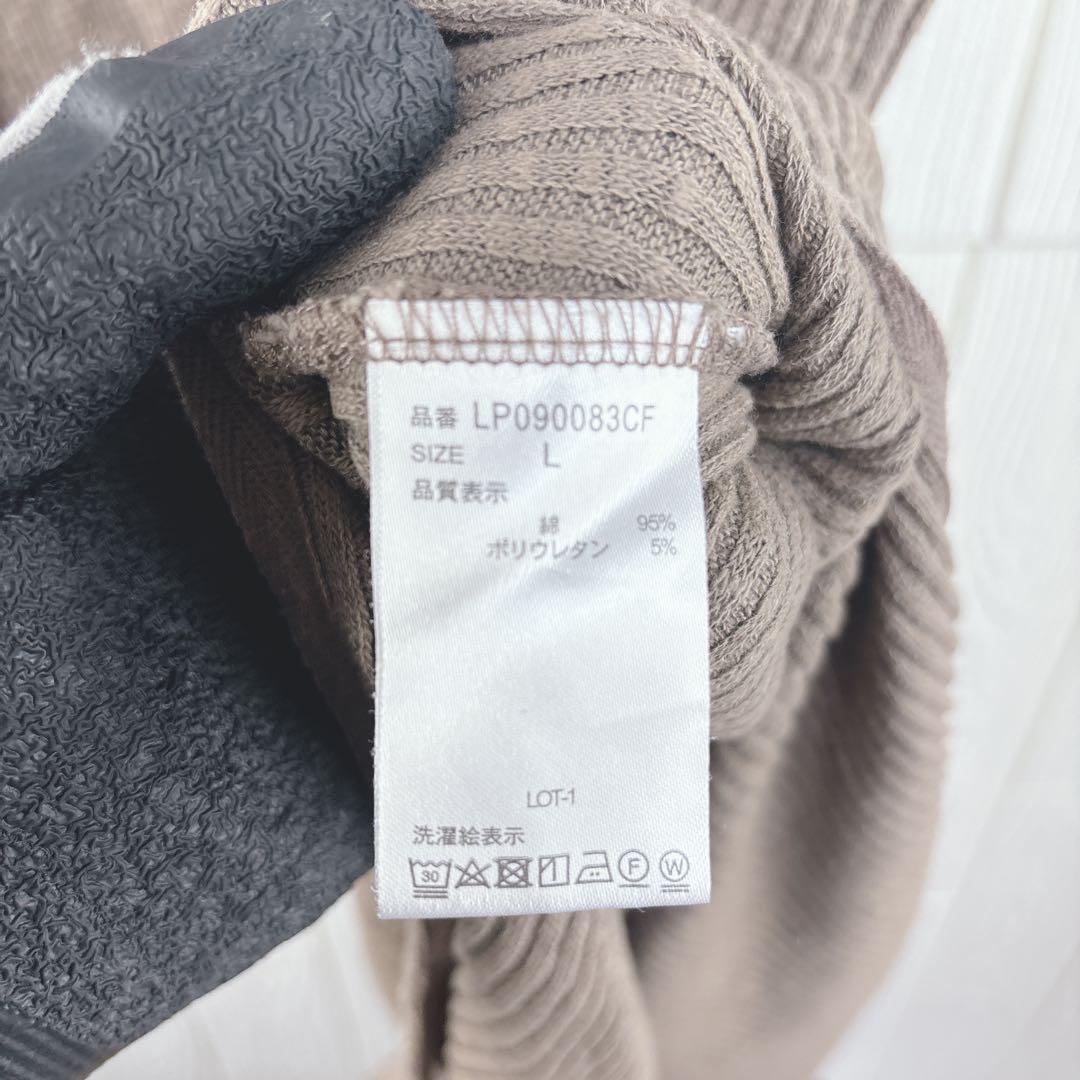 品番 LP090083CF
SIZE L
品質表示
綿 95%
ポリウレタン 5%
LOT-1
洗濯絵表示
30 F W